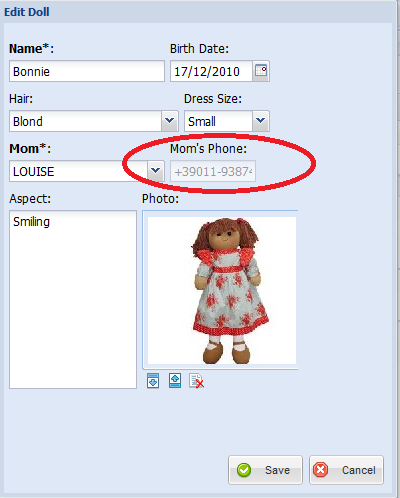 Edit Doll
Name*: Birth Date:
Bonnie 17/12/2010
Hair: Dress Size:
Blond Small
Mom*: Mom's Phone:
LOUISE +39011-93874
Aspect: Photo:
Smiling
Save Cancel